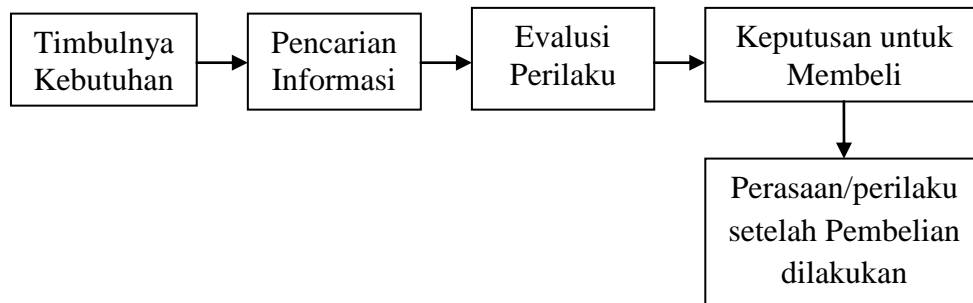 Timbulnya
Kebutuhan
Pencarian
Informasi
Evalusi
Perilaku
Keputusan untuk
Membeli
Perasaan/perilaku
setelah Pembelian
dilakukan